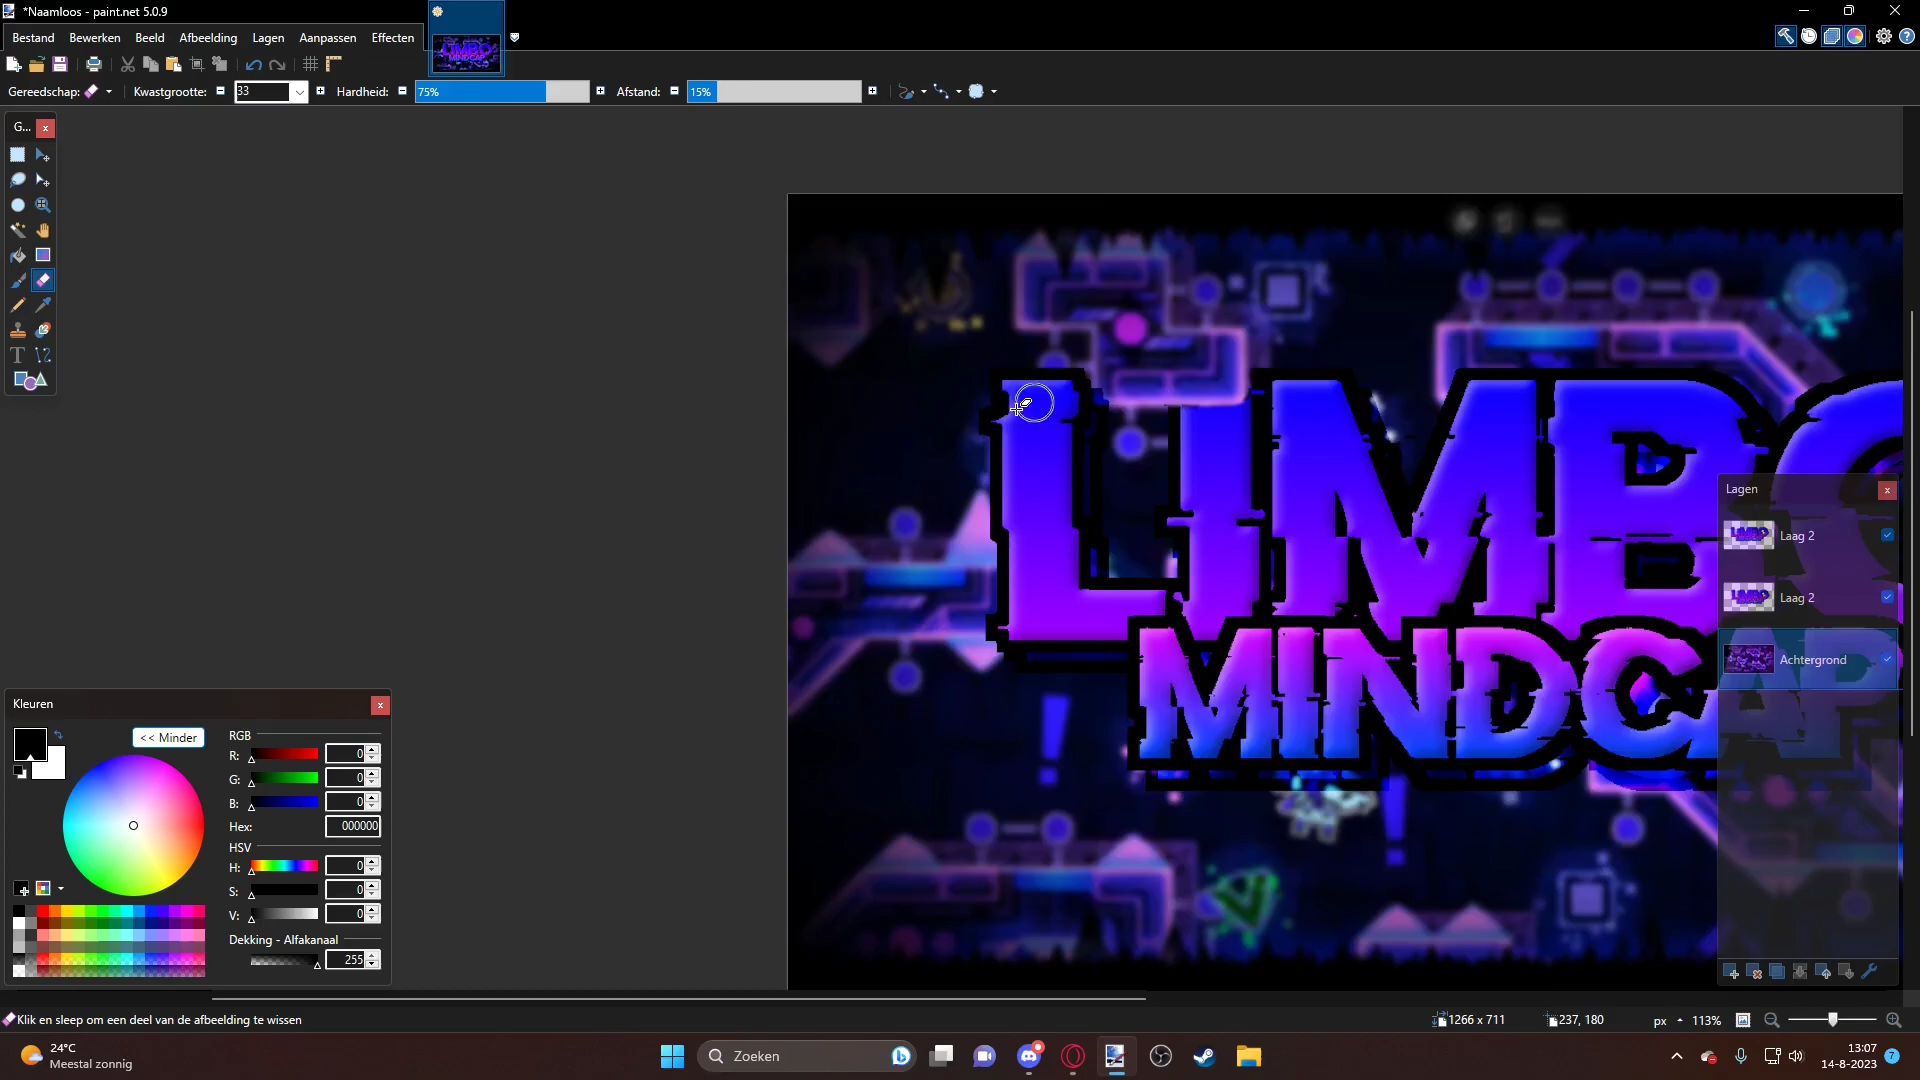 *Naamloos - paint.net 5.0.9
Bestand Bewerken Beeld Afbeelding Lagen Aanpassen Effecten
Gereedschap: Kwastgrootte: 33 Hardheid: 75% Afstand: 15%
G... x
LIMBO
MINDCAP
Lagen x
Laag 2
Laag 2
Achtergrond
Kleuren x
<< Minder
RGB
R: 0
G: 0
B: 0
Hex: 000000
HSV
H: 0
S: 0
V: 0
Dekking - Alfakanaal
255
Klik en sleep om een deel van de afbeelding te wissen
1266 x 711
237, 180
px
113%
24°C
Meestal zonnig
Zoeken
13:07
14-8-2023
7